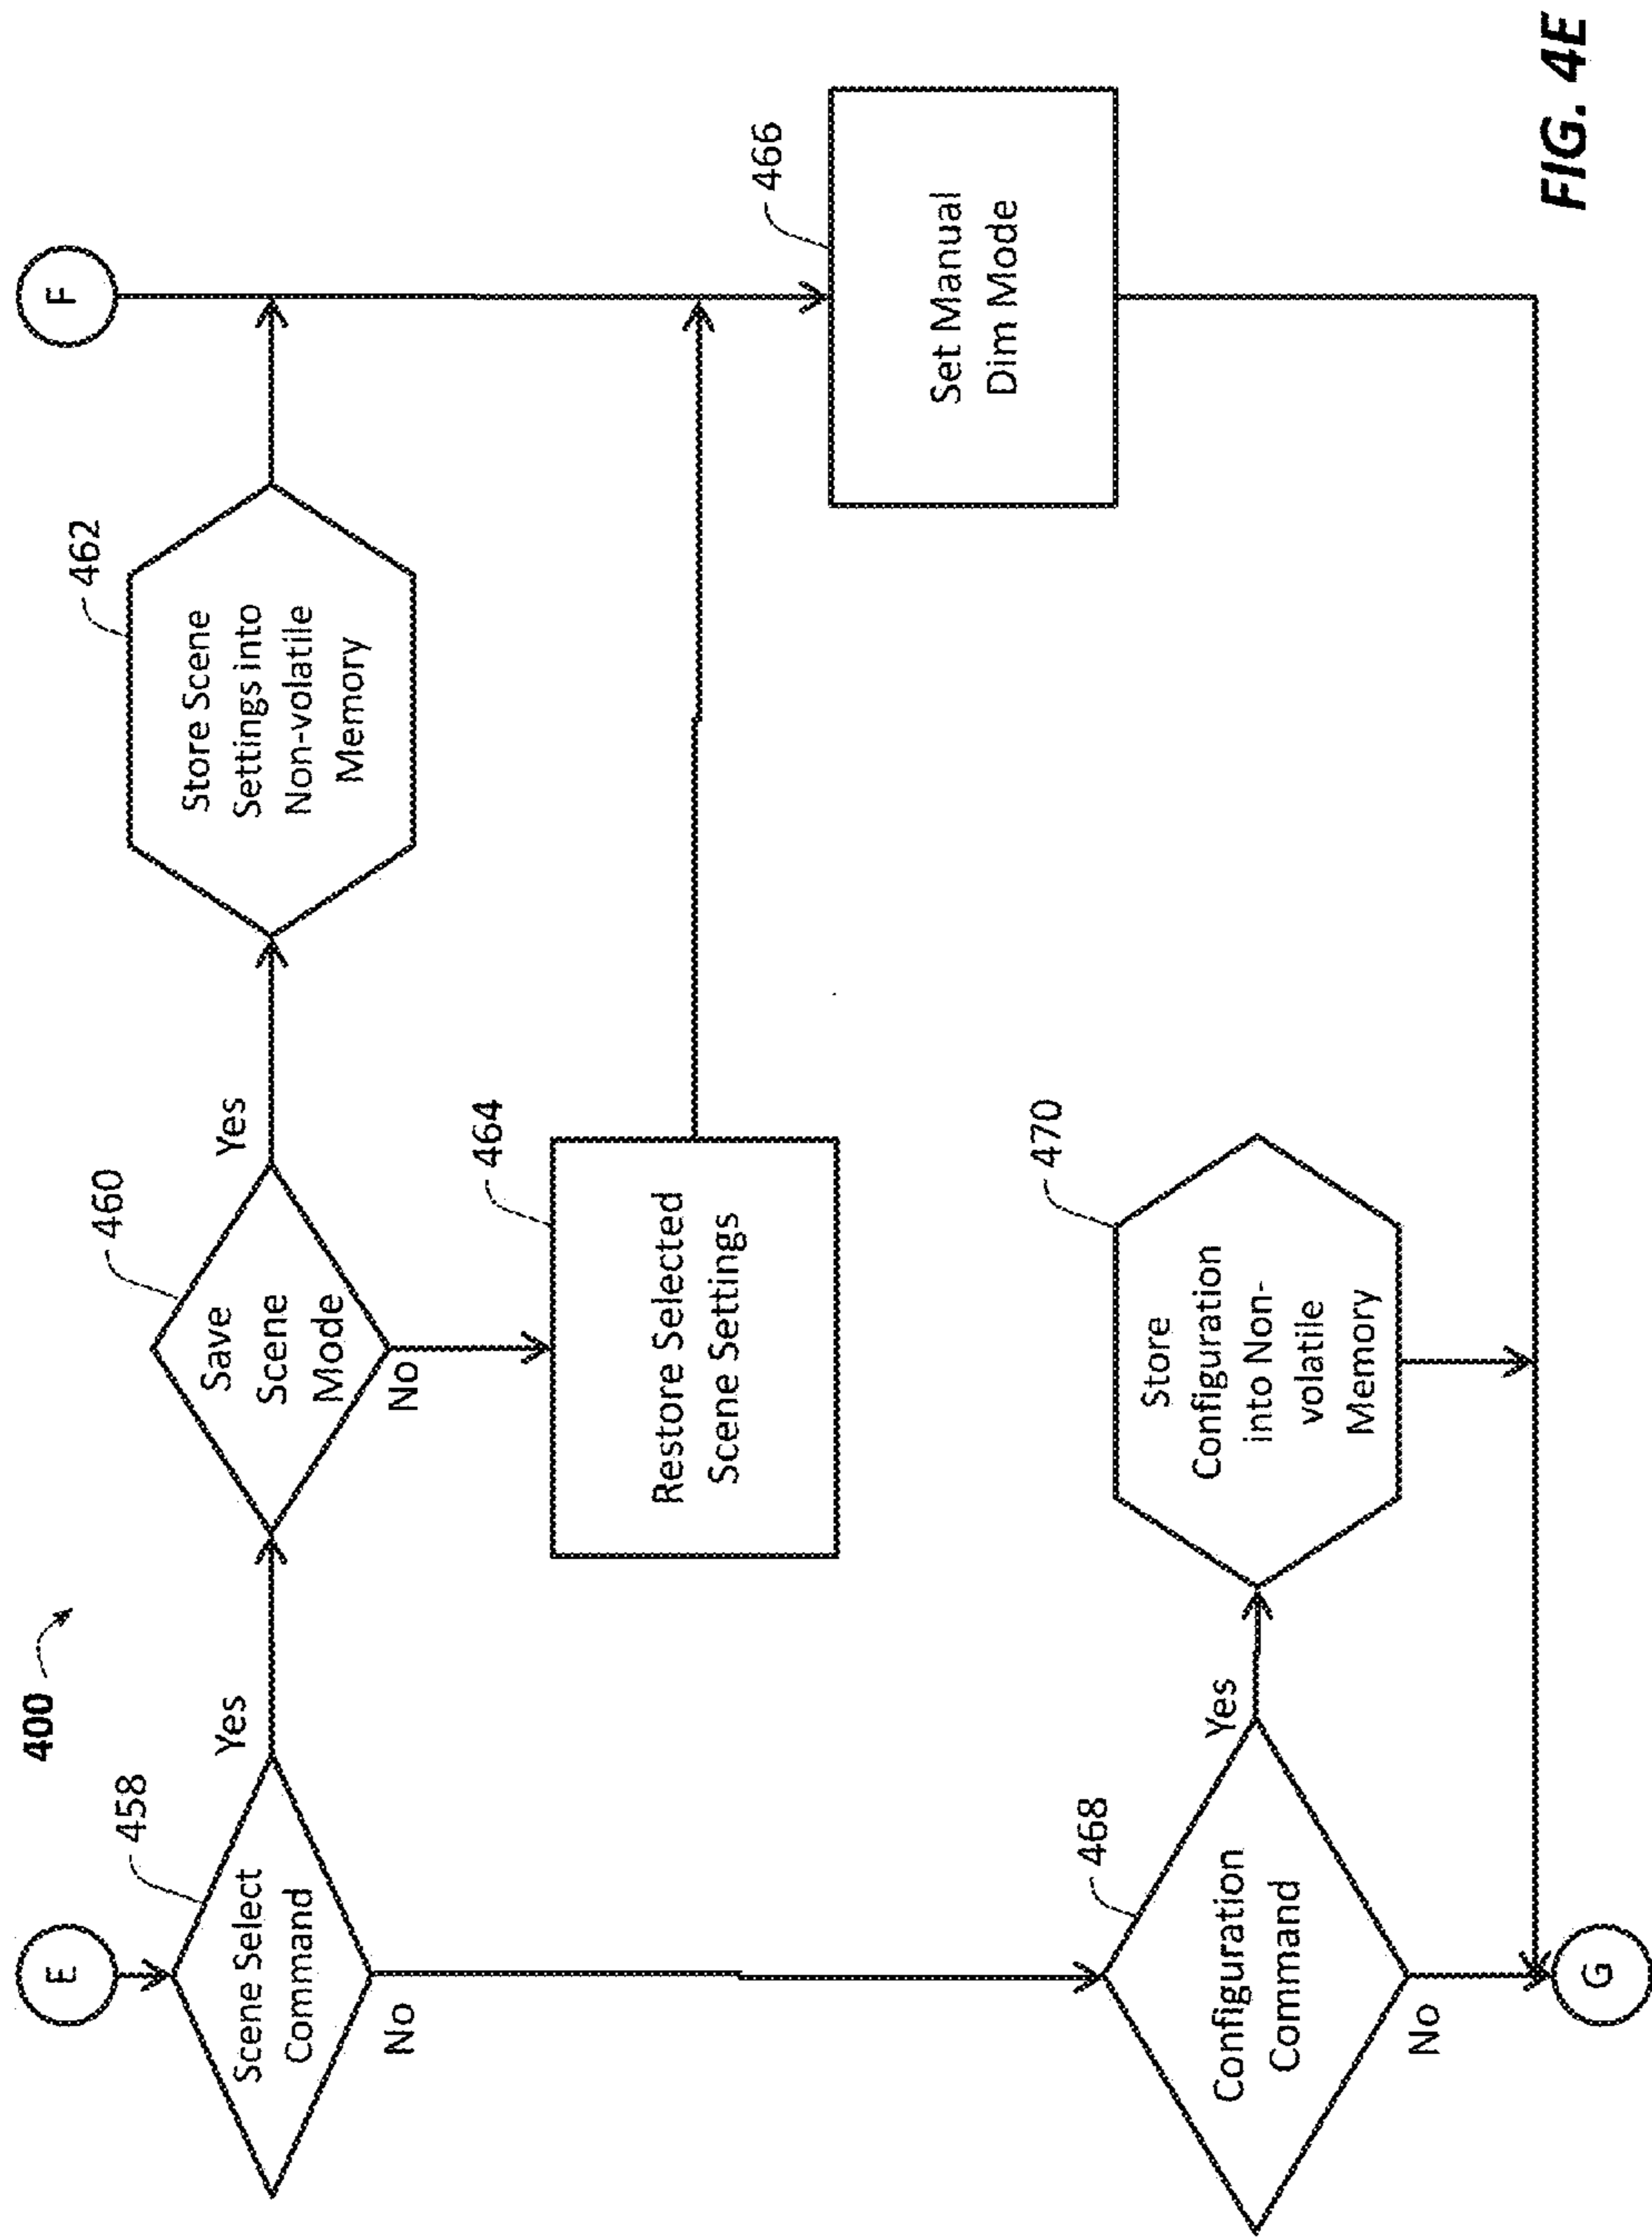 400
E
F
458
Scene Select
Command
Yes
No
460
Save
Scene
Mode
Yes
No
462
Store Scene
Settings into
Non-volatile
Memory
464
Restore Selected
Scene Settings
466
Set Manual
Dim Mode
468
Configuration
Command
Yes
No
470
Store
Configuration
into Non-
volatile
Memory
G
FIG. 4E